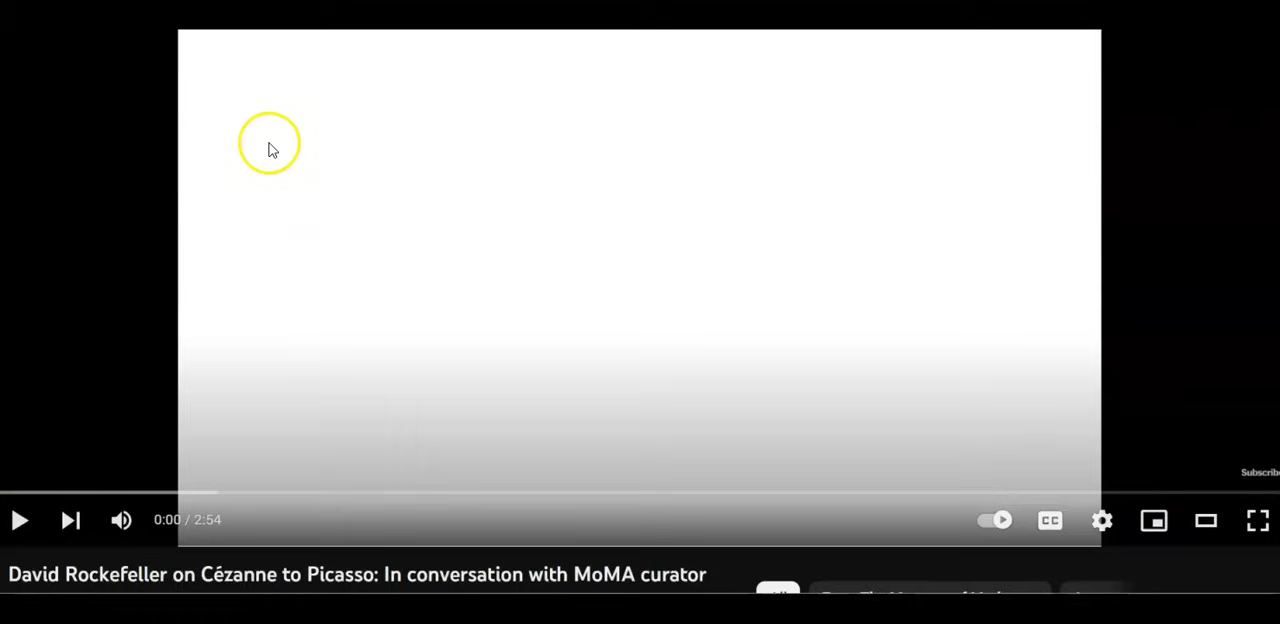 Subscribe
0:00 / 2:54
CC
David Rockefeller on Cézanne to Picasso: In conversation with MoMA curator